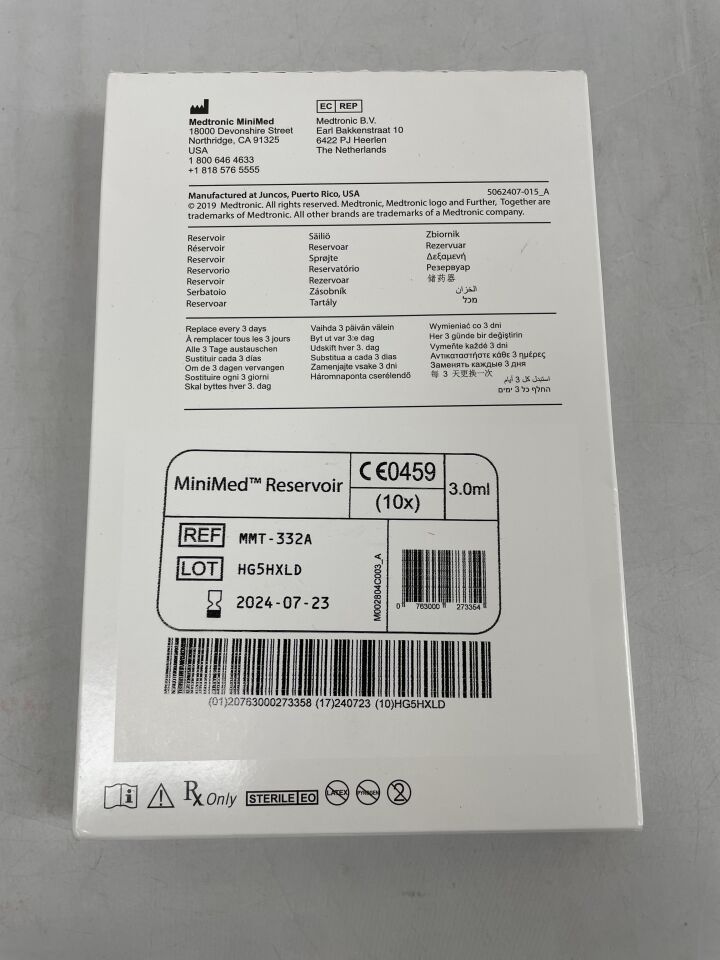 Medtronic MiniMed
18000 Devonshire Street
Northridge, CA 91325
USA
1 800 646 4633
+1 818 576 5555
EC REP
Medtronic B.V.
Earl Bakkenstraat 10
6422 PJ Heerlen
The Netherlands
Manufactured at Juncos, Puerto Rico, USA
5062407-015_A
© 2019 Medtronic. All rights reserved. Medtronic, Medtronic logo and Further, Together are
trademarks of Medtronic. All other brands are trademarks of a Medtronic company.
Reservoir
Réservoir
Reservoir
Reservorio
Reservoir
Serbatoio
Reservoar
Säiliö
Reservoar
Sprøjte
Reservatório
Rezervoar
Zásobník
Tartály
Zbiornik
Rezervuar
Δεξαμενή
Резервуар
储药器
الخزان
מכל
Replace every 3 days
À remplacer tous les 3 jours
Alle 3 Tage austauschen
Sustituir cada 3 días
Om de 3 dagen vervangen
Sostituire ogni 3 giorni
Skal byttes hver 3. dag
Vaihda 3 päivän välein
Byt ut var 3:e dag
Udskift hver 3. dag
Substitua a cada 3 dias
Zamenjajte vsake 3 dni
Háromnaponta cserélendő
Wymieniać co 3 dni
Her 3 günde bir değiştirin
Vyměňte každé 3 dni
Αντικαταστήστε κάθε 3 ημέρες
Заменять каждые 3 дня
每 3 天更换一次
استبدل كل 3 أيام
החלף כל 3 ימים
MiniMed™ Reservoir
CE0459
(10x)
3.0ml
REF MMT-332A
LOT HG5HXLD
2024-07-23
M002804C003_A
0 763000 273354
(01)20763000273358 (17)240723 (10)HG5HXLD
Rx Only
STERILE EO
LATEX
PYROGEN
2